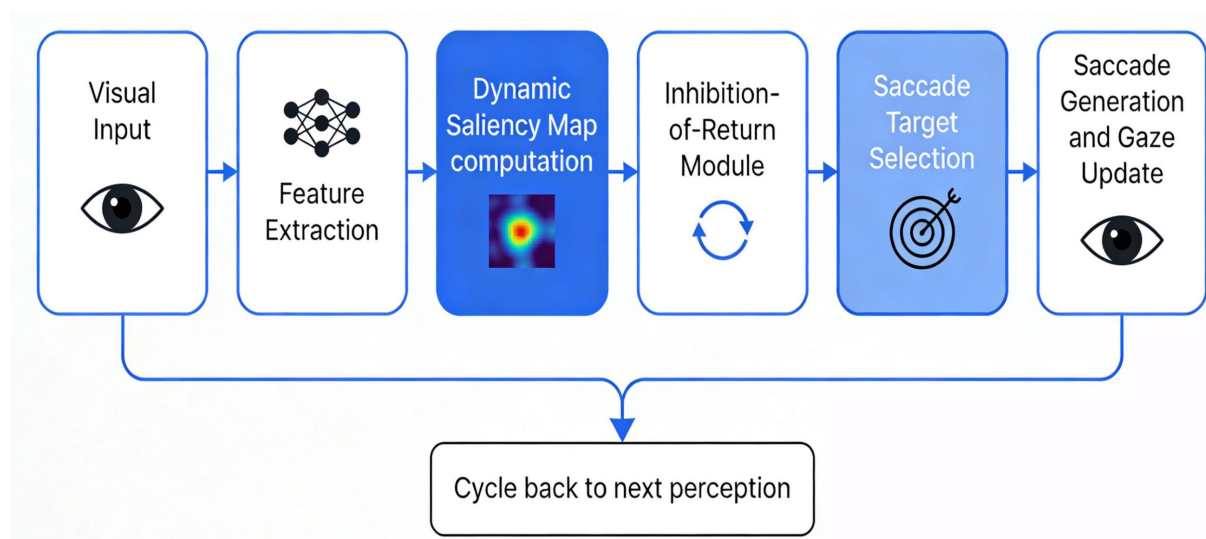 Visual
Input
Feature
Extraction
Dynamic
Saliency Map
computation
Inhibition-
of-Return
Module
Saccade
Target
Selection
Saccade
Generation
and Gaze
Update
Cycle back to next perception